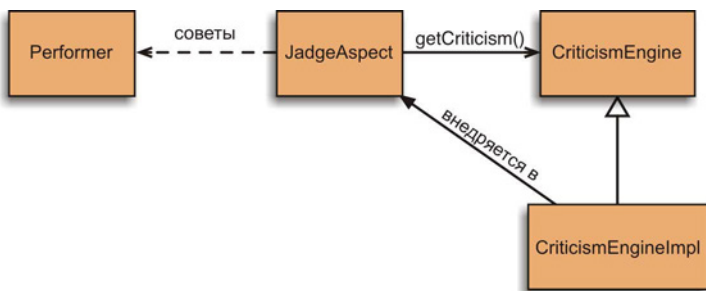 советы
Performer
JadgeAspect
getCriticism()
CriticismEngine
внедряется в
CriticismEngineImpl